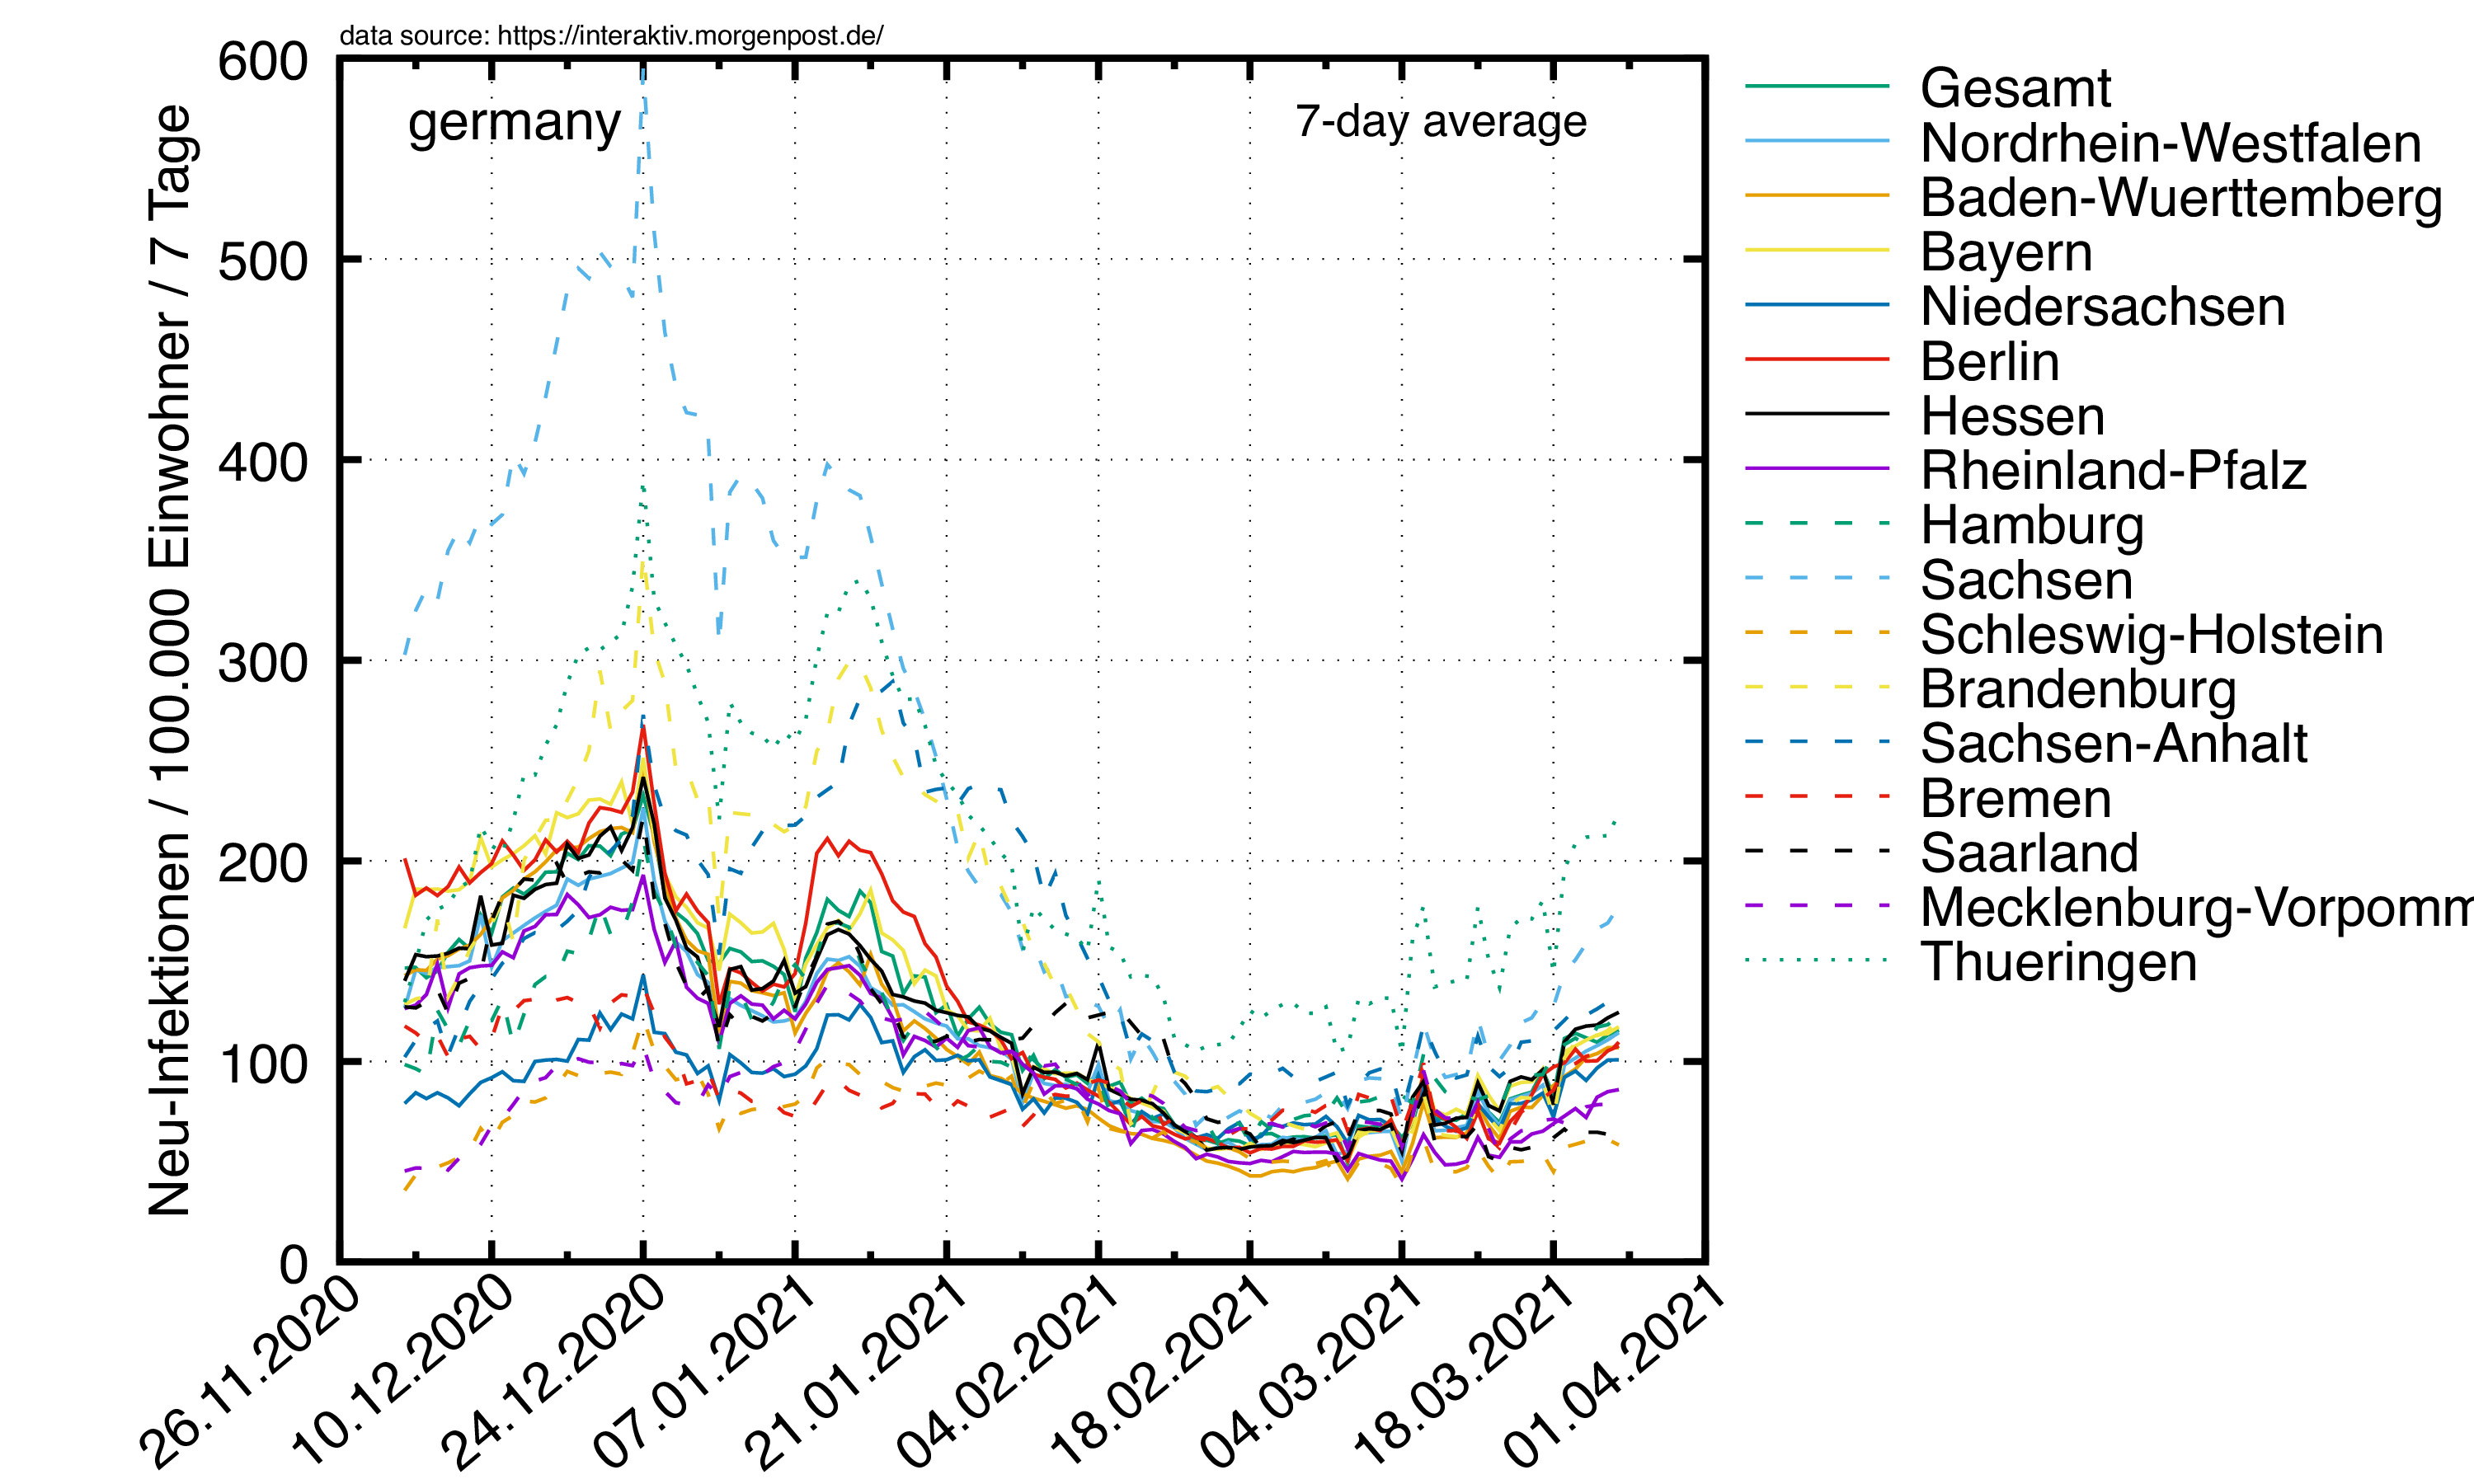 data source: https://interaktiv.morgenpost.de/
germany
7-day average
Neu-Infektionen / 100.000 Einwohner / 7 Tage
600
500
400
300
200
100
0
26.11.2020
10.12.2020
24.12.2020
07.01.2021
21.01.2021
04.02.2021
18.02.2021
04.03.2021
18.03.2021
01.04.2021
Gesamt
Nordrhein-Westfalen
Baden-Wuerttemberg
Bayern
Niedersachsen
Berlin
Hessen
Rheinland-Pfalz
Hamburg
Sachsen
Schleswig-Holstein
Brandenburg
Sachsen-Anhalt
Bremen
Saarland
Mecklenburg-Vorpomm
Thueringen